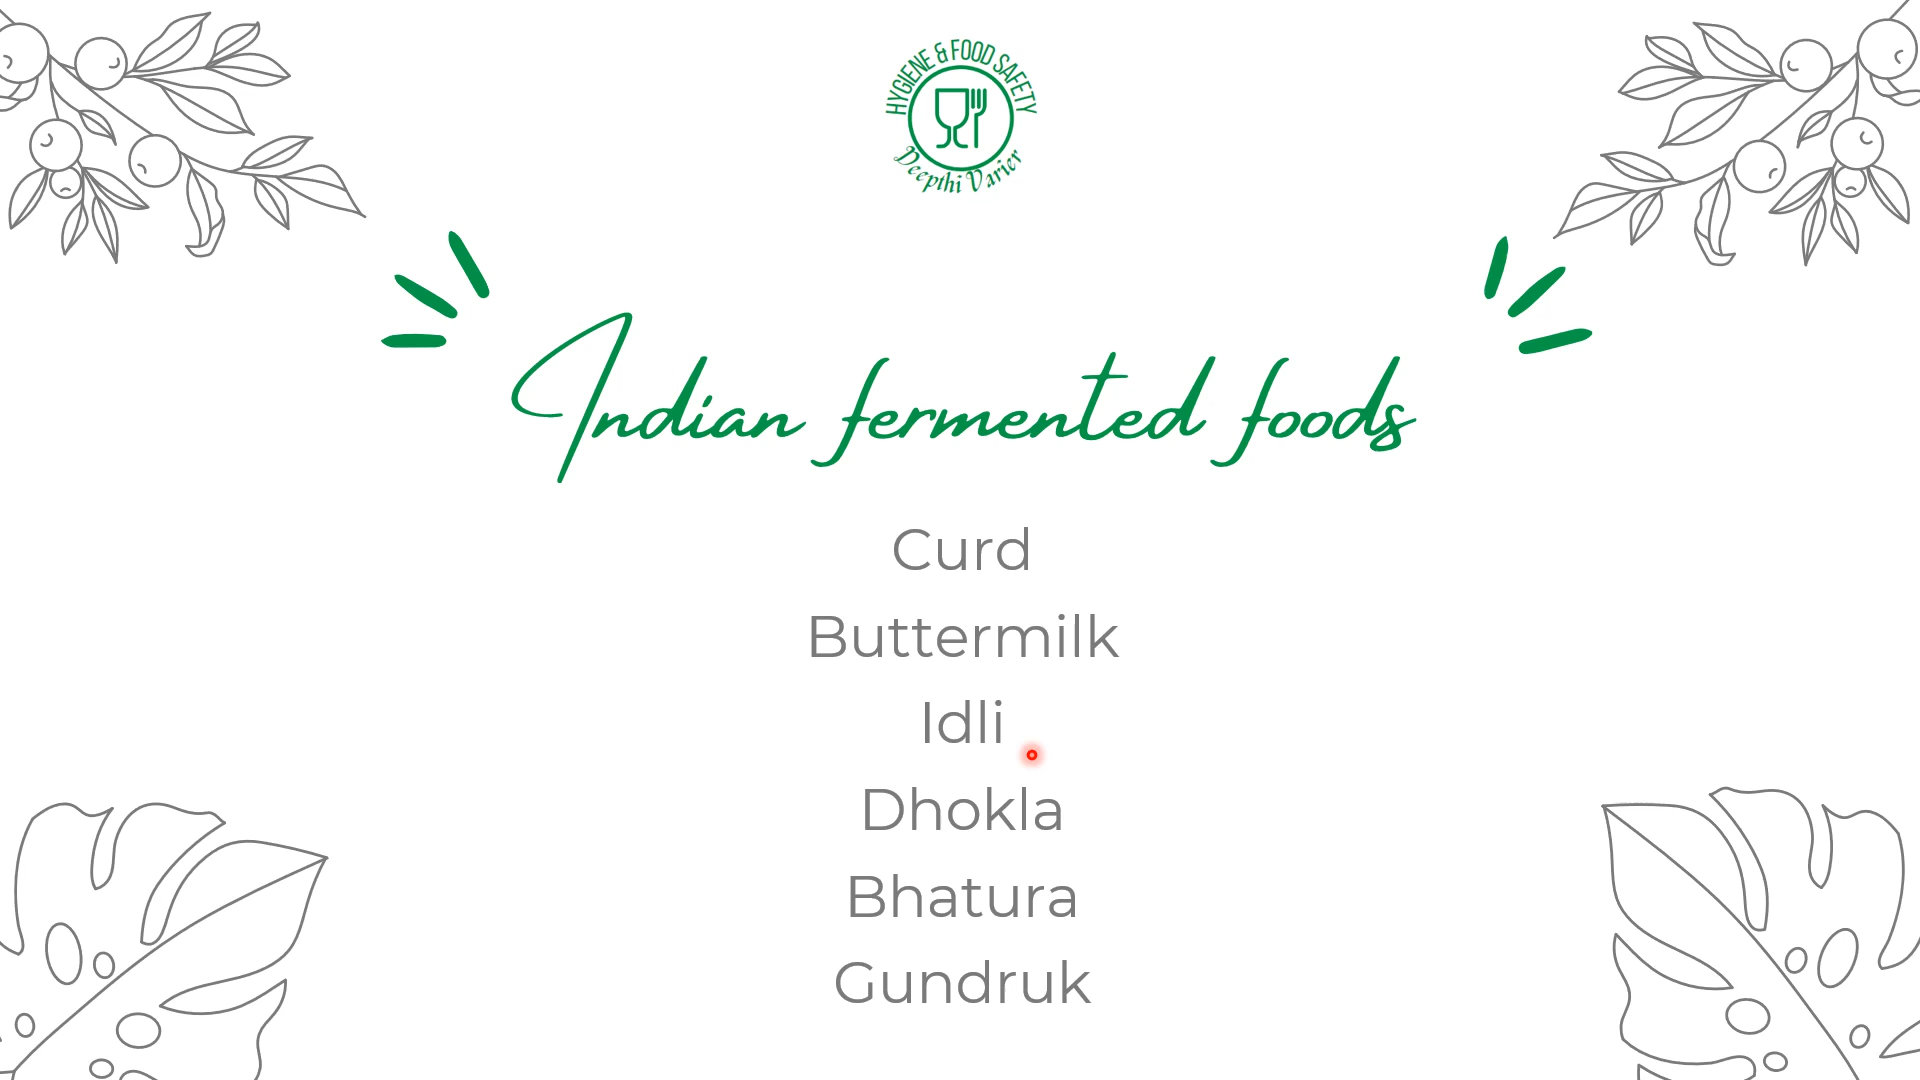 HYGIENE & FOOD SAFETY
Deepthi Varier
Indian fermented foods
Curd
Buttermilk
Idli
Dhokla
Bhatura
Gundruk